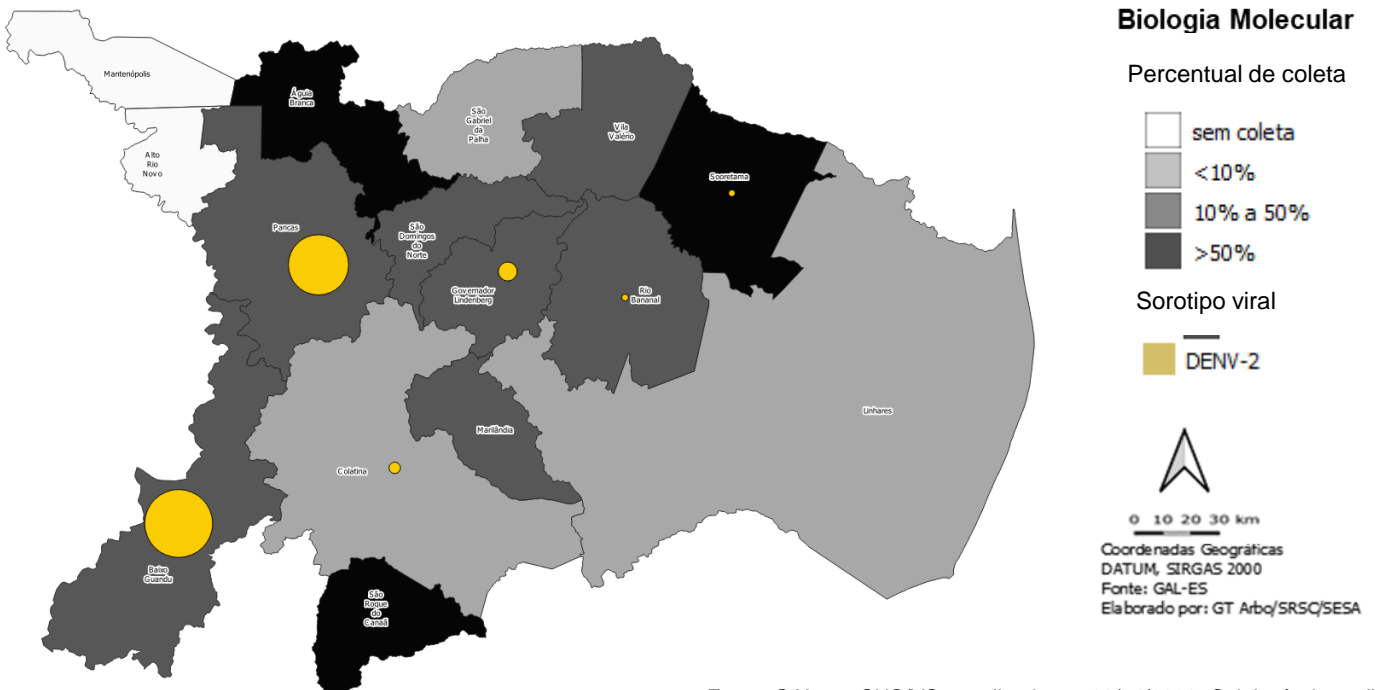 Biologia Molecular
Percentual de coleta
sem coleta
<10%
10% a 50%
>50%
Sorotipo viral
DENV-2
0 10 20 30 km
Coordenadas Geográficas
DATUM, SIRGAS 2000
Fonte: GAL-ES
Elaborado por: GT Arbo/SRSC/SESA
Mantenópolis
Águia
Branca
São
Gabriel
da
Palha
Vila
Valério
Alto
Rio
Novo
Sooretama
Pancas
São
Domingos
do
Norte
Governador
Lindenberg
Rio
Bananal
Linhares
Marilândia
Colatina
Baixo
Guandu
São
Roque
do
Canaã